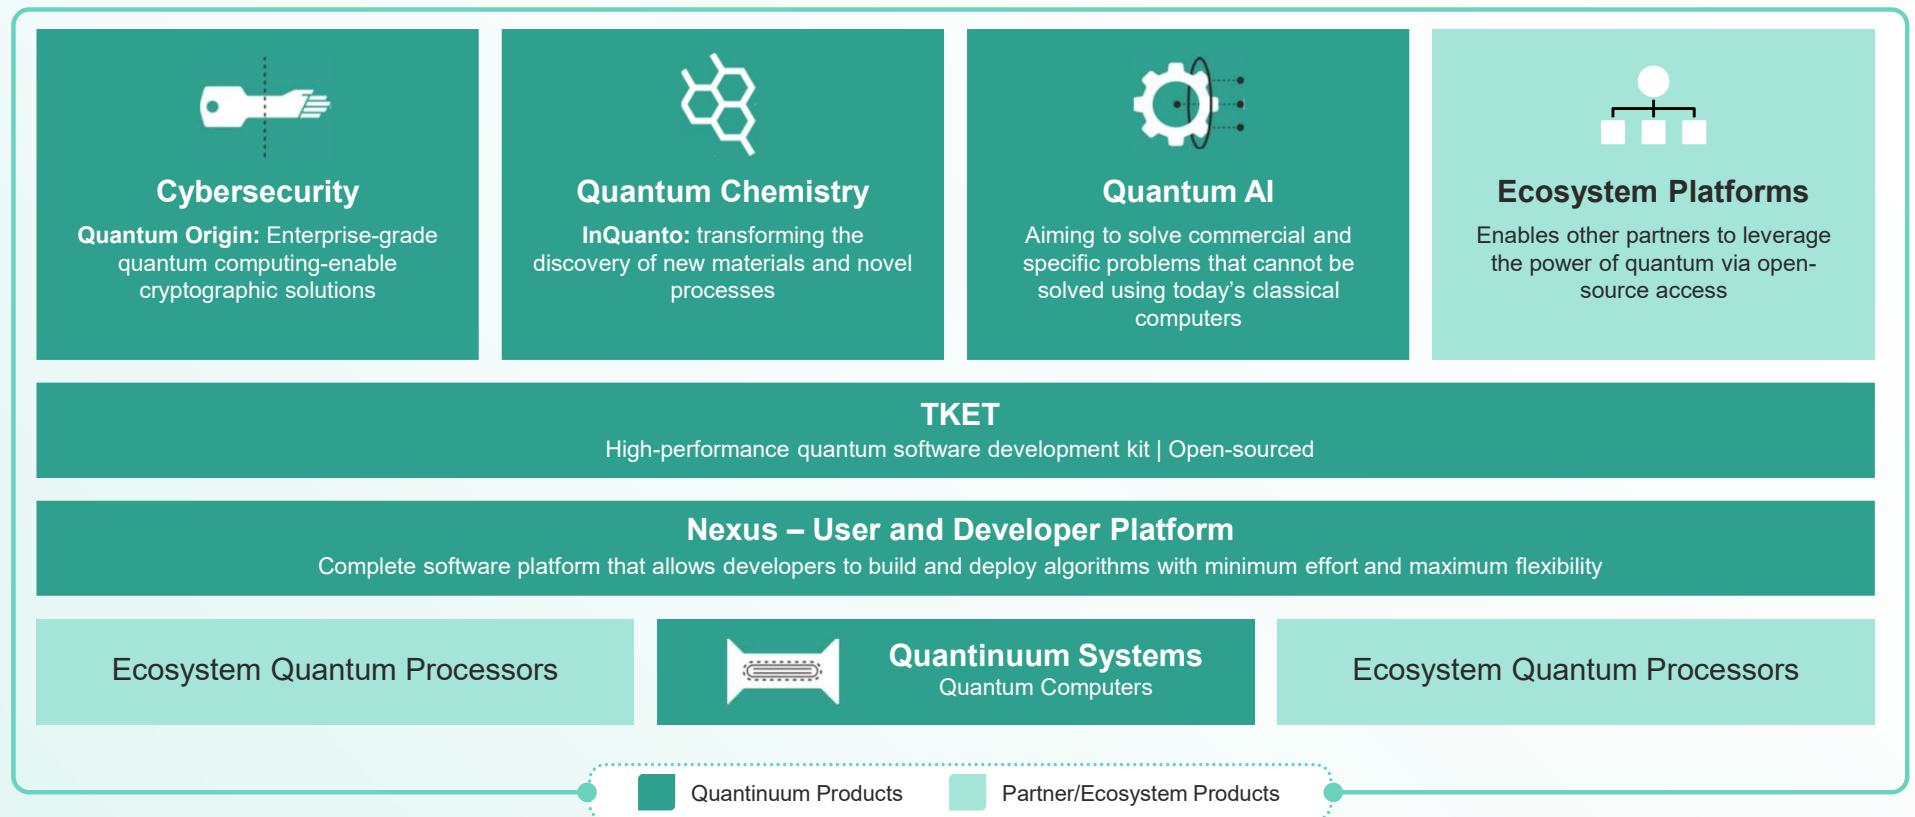 Cybersecurity
Quantum Origin: Enterprise-grade
quantum computing-enable
cryptographic solutions
Quantum Chemistry
InQuanto: transforming the
discovery of new materials and novel
processes
Quantum AI
Aiming to solve commercial and
specific problems that cannot be
solved using today’s classical
computers
Ecosystem Platforms
Enables other partners to leverage
the power of quantum via open-
source access
TKET
High-performance quantum software development kit | Open-sourced
Nexus – User and Developer Platform
Complete software platform that allows developers to build and deploy algorithms with minimum effort and maximum flexibility
Ecosystem Quantum Processors
Quantinuum Systems
Quantum Computers
Ecosystem Quantum Processors
Quantinuum Products
Partner/Ecosystem Products